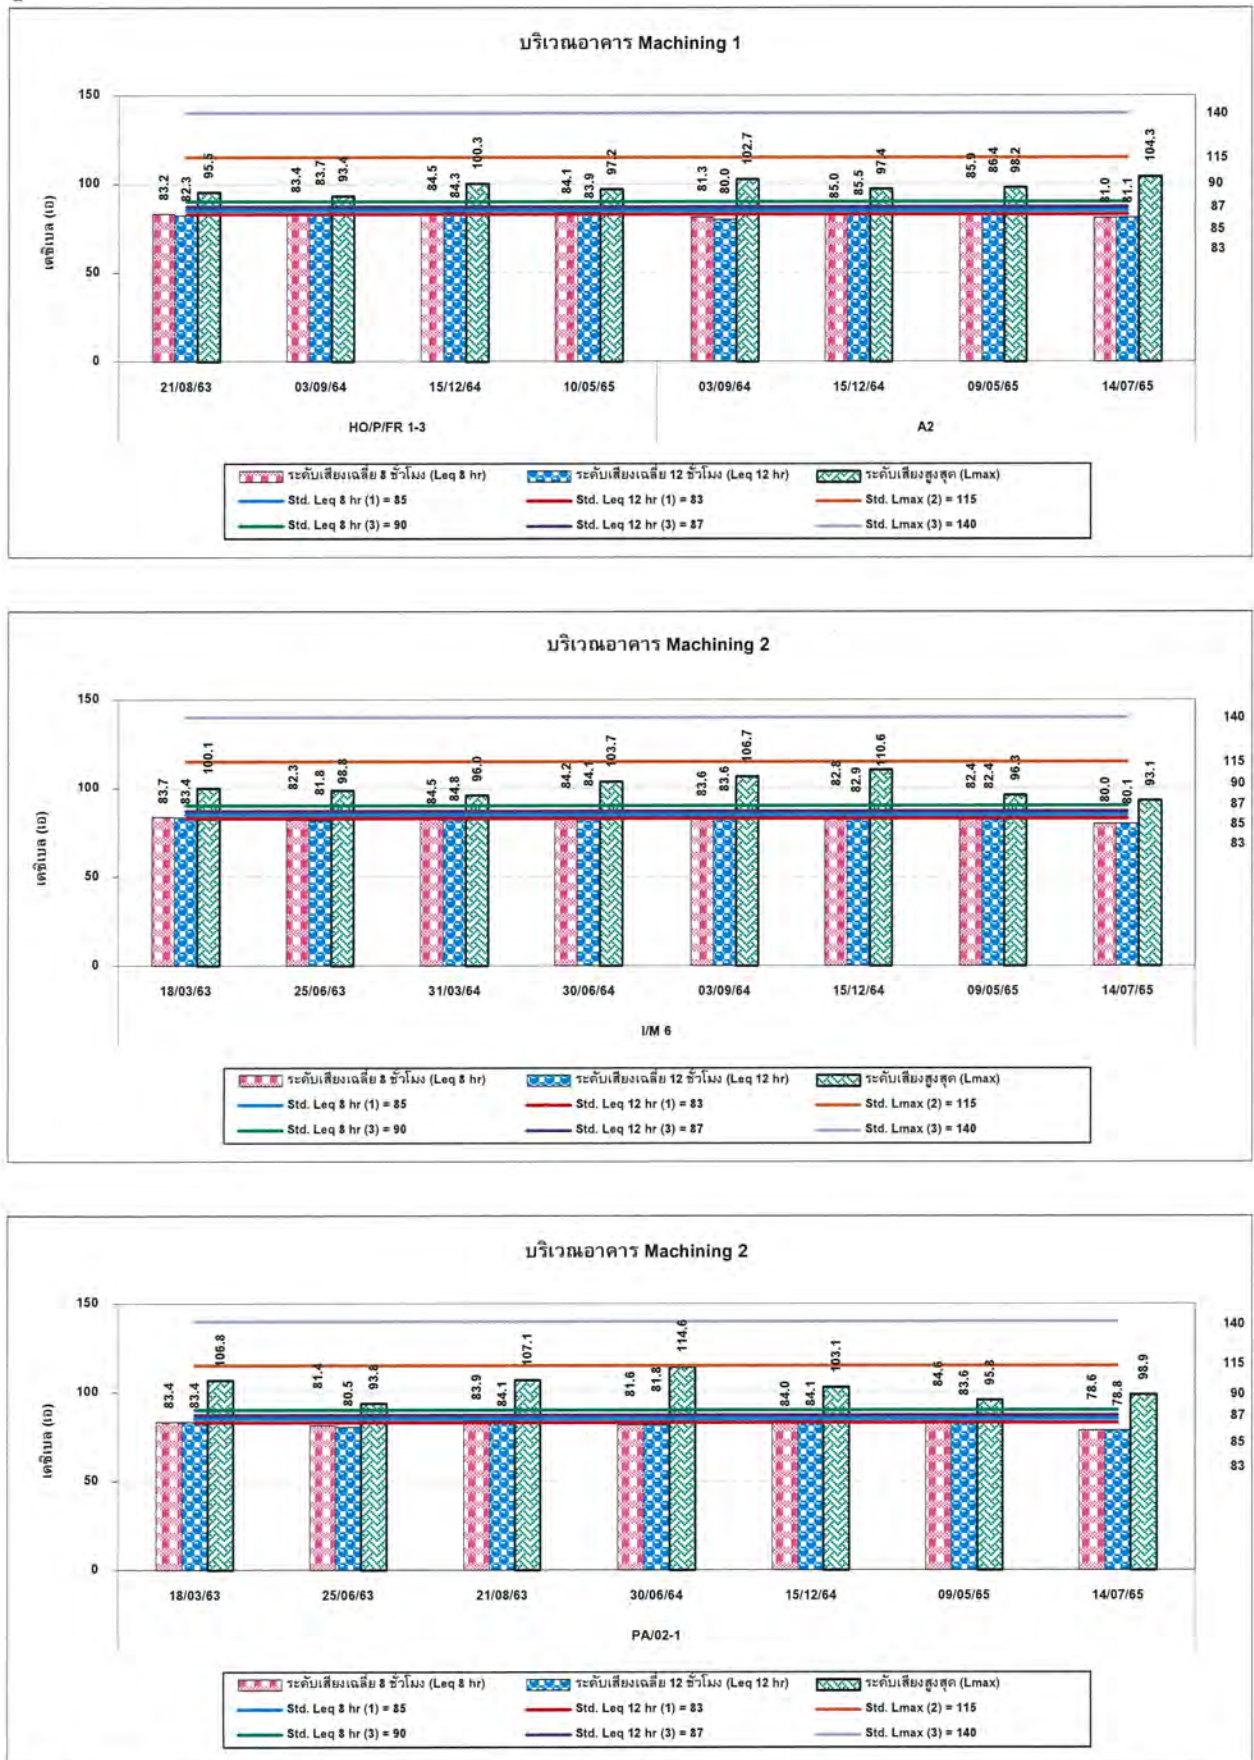 บริเวณอาคาร Machining 1
เดซิเบล (เอ)
150
100
50
0
83.2 82.3 95.5 83.4 83.7 93.4 84.5 84.3 100.3 84.1 83.9 97.2 81.3 80.0 102.7 85.0 85.5 97.4 85.9 86.4 98.2 81.0 81.1 104.3
140
115
90
87
85
83
21/08/63 03/09/64 15/12/64 10/05/65 03/09/64 15/12/64 09/05/65 14/07/65
HO/P/FR 1-3 A2
ระดับเสียงเฉลี่ย 8 ชั่วโมง (Leq 8 hr) ระดับเสียงเฉลี่ย 12 ชั่วโมง (Leq 12 hr) ระดับเสียงสูงสุด (Lmax)
Std. Leq 8 hr (1) = 85 Std. Leq 12 hr (1) = 83 Std. Lmax (2) = 115
Std. Leq 8 hr (3) = 90 Std. Leq 12 hr (3) = 87 Std. Lmax (3) = 140
บริเวณอาคาร Machining 2
เดซิเบล (เอ)
150
100
50
0
83.7 83.4 100.1 82.3 81.8 98.8 84.5 84.8 96.0 84.2 84.1 103.7 83.6 83.6 106.7 82.8 82.9 110.6 82.4 82.4 96.3 80.0 80.1 93.1
140
115
90
87
85
83
18/03/63 25/06/63 31/03/64 30/06/64 03/09/64 15/12/64 09/05/65 14/07/65
I/M 6
ระดับเสียงเฉลี่ย 8 ชั่วโมง (Leq 8 hr) ระดับเสียงเฉลี่ย 12 ชั่วโมง (Leq 12 hr) ระดับเสียงสูงสุด (Lmax)
Std. Leq 8 hr (1) = 85 Std. Leq 12 hr (1) = 83 Std. Lmax (2) = 115
Std. Leq 8 hr (3) = 90 Std. Leq 12 hr (3) = 87 Std. Lmax (3) = 140
บริเวณอาคาร Machining 2
เดซิเบล (เอ)
150
100
50
0
83.4 83.4 106.8 81.4 80.5 93.8 83.9 84.1 107.1 81.6 81.8 114.6 84.0 84.1 103.1 84.6 83.6 95.8 78.6 78.8 98.9
140
115
90
87
85
83
18/03/63 25/06/63 21/08/63 30/06/64 15/12/64 09/05/65 14/07/65
PA/02-1
ระดับเสียงเฉลี่ย 8 ชั่วโมง (Leq 8 hr) ระดับเสียงเฉลี่ย 12 ชั่วโมง (Leq 12 hr) ระดับเสียงสูงสุด (Lmax)
Std. Leq 8 hr (1) = 85 Std. Leq 12 hr (1) = 83 Std. Lmax (2) = 115
Std. Leq 8 hr (3) = 90 Std. Leq 12 hr (3) = 87 Std. Lmax (3) = 140